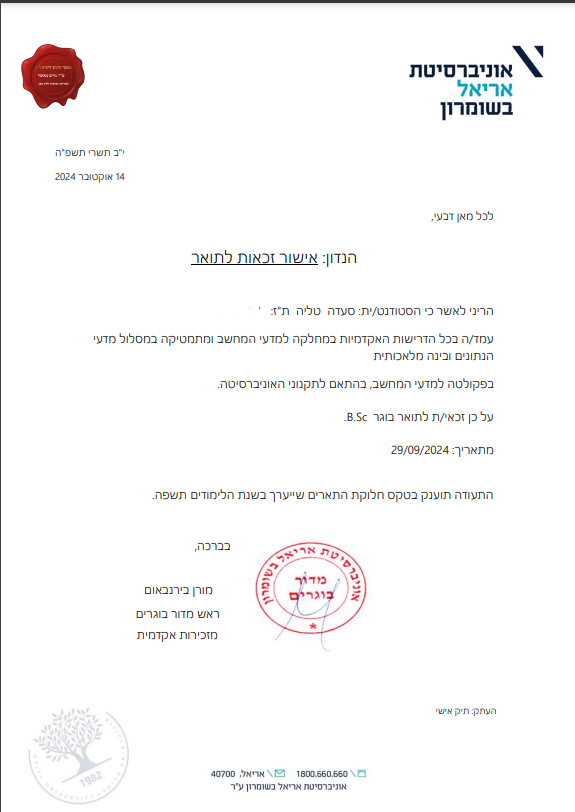 אוניברסיטת
אריאל
בשומרון
י"ב תשרי תשפ"ה
14 אוקטובר 2024
לכל מאן דבעי,
הנדון: אישור זכאות לתואר
הריני לאשר כי הסטודנט/ית: סעדה טליה ת"ז:
עמד/ה בכל הדרישות האקדמיות במחלקה למדעי המחשב ומתמטיקה במסלול מדעי
הנתונים ובינה מלאכותית
בפקולטה למדעי המחשב, בהתאם לתקנוני האוניברסיטה.
על כן זכאי/ת לתואר בוגר B.Sc.
מתאריך: 29/09/2024
התעודה תוענק בטקס חלוקת התארים שייערך בשנת הלימודים תשפה.
בברכה,
אוניברסיטת אריאל בשומרון
מדור
בוגרים
מורן בירנבאום
ראש מדור בוגרים
מזכירות אקדמית
העתק: תיק אישי
1982
1800.660.660 \ אריאל, 40700
אוניברסיטת אריאל בשומרון ע"ר